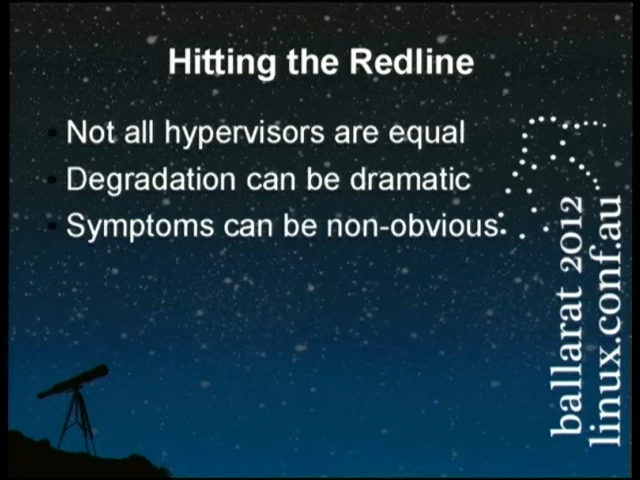 Hitting the Redline
Not all hypervisors are equal
Degradation can be dramatic
Symptoms can be non-obvious
ballarat 2012
linux.conf.au